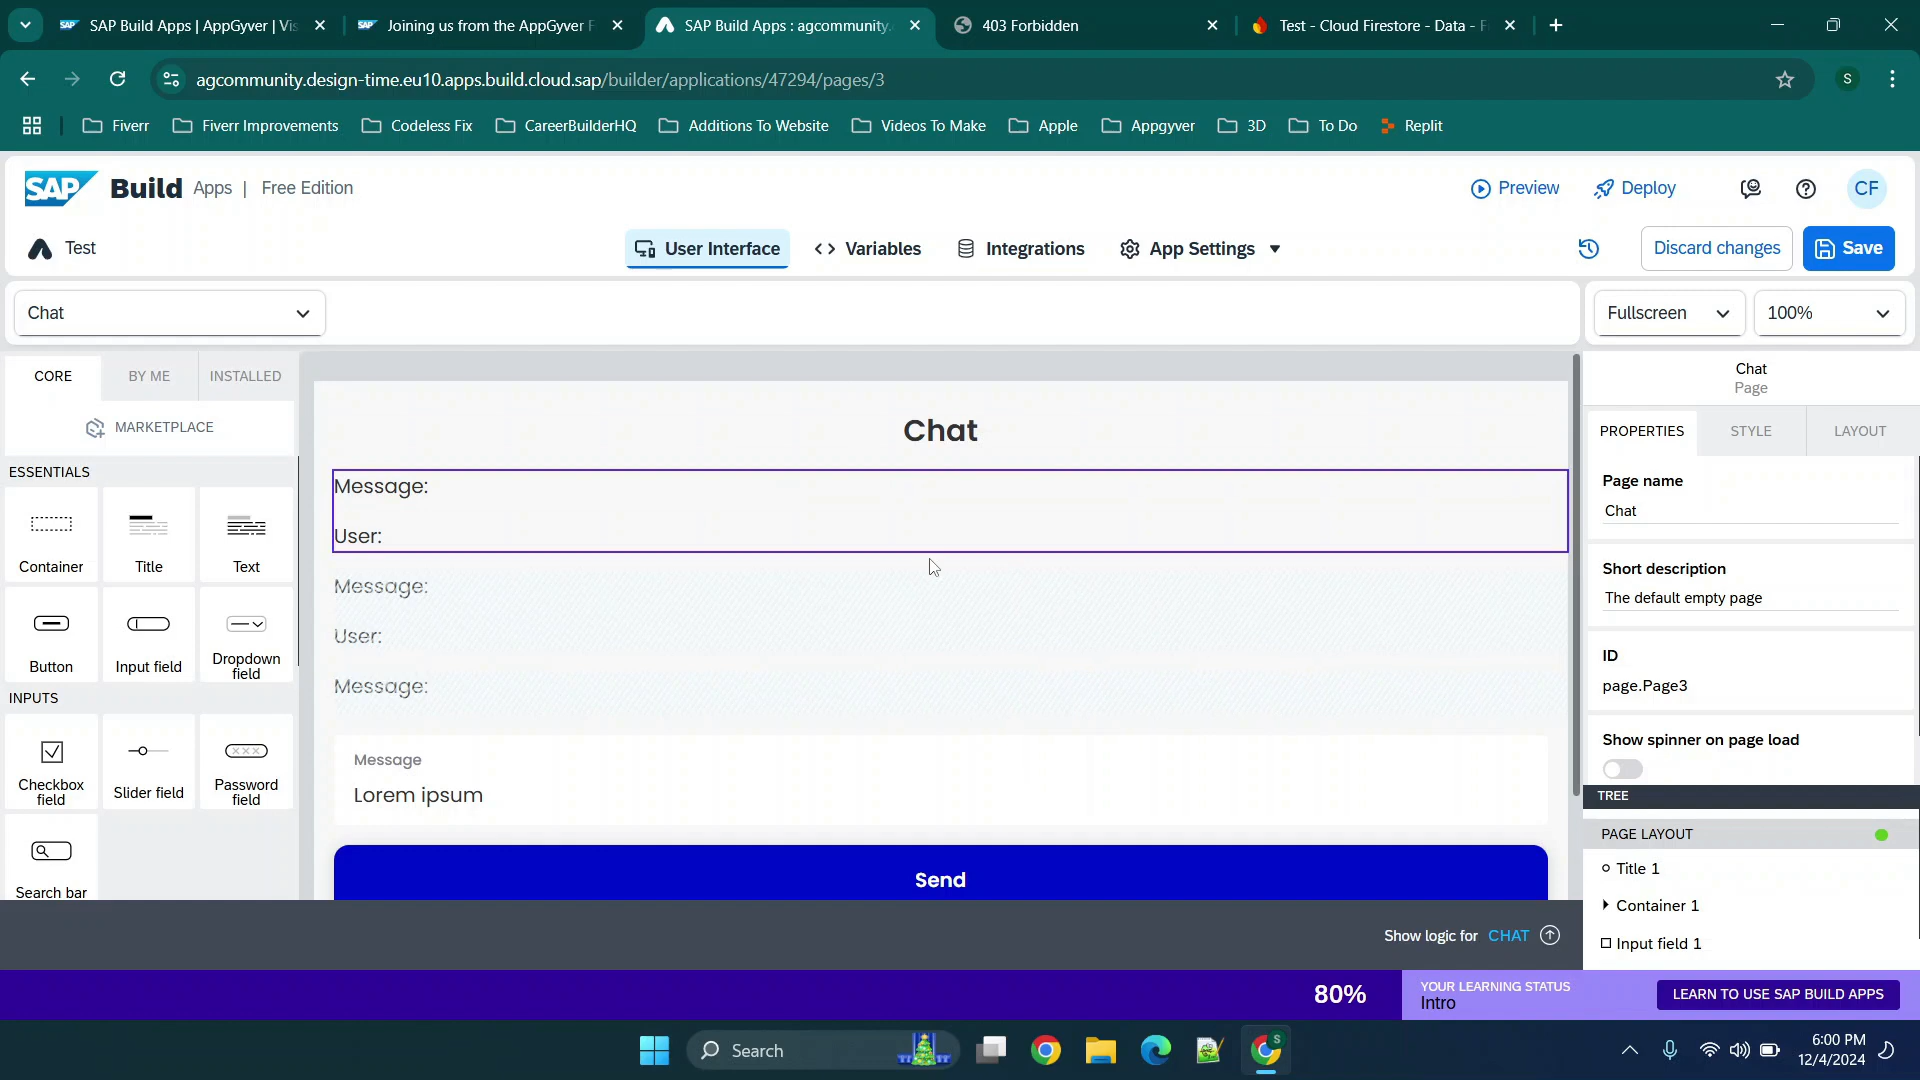 SAP Build Apps | AppGyver | Vis
Joining us from the AppGyver F
SAP Build Apps : agcommunity.
403 Forbidden
Test - Cloud Firestore - Data - F
agcommunity.design-time.eu10.apps.build.cloud.sap/builder/applications/47294/pages/3
S
Fiverr
Fiverr Improvements
Codeless Fix
CareerBuilderHQ
Additions To Website
Videos To Make
Apple
Appgyver
3D
To Do
Replit
SAP Build Apps | Free Edition
Preview
Deploy
CF
Test
User Interface
Variables
Integrations
App Settings
Discard changes
Save
Chat
Fullscreen
100%
CORE
BY ME
INSTALLED
MARKETPLACE
ESSENTIALS
Container
Title
Text
Button
Input field
Dropdown
field
INPUTS
Checkbox
field
Slider field
Password
field
Search bar
Chat
Message:
User:
Message:
User:
Message:
Message
Lorem ipsum
Send
Chat
Page
PROPERTIES
STYLE
LAYOUT
Page name
Chat
Short description
The default empty page
ID
page.Page3
Show spinner on page load
TREE
PAGE LAYOUT
Title 1
Container 1
Input field 1
Show logic for CHAT
80%
YOUR LEARNING STATUS
Intro
LEARN TO USE SAP BUILD APPS
Search
S
6:00 PM
12/4/2024